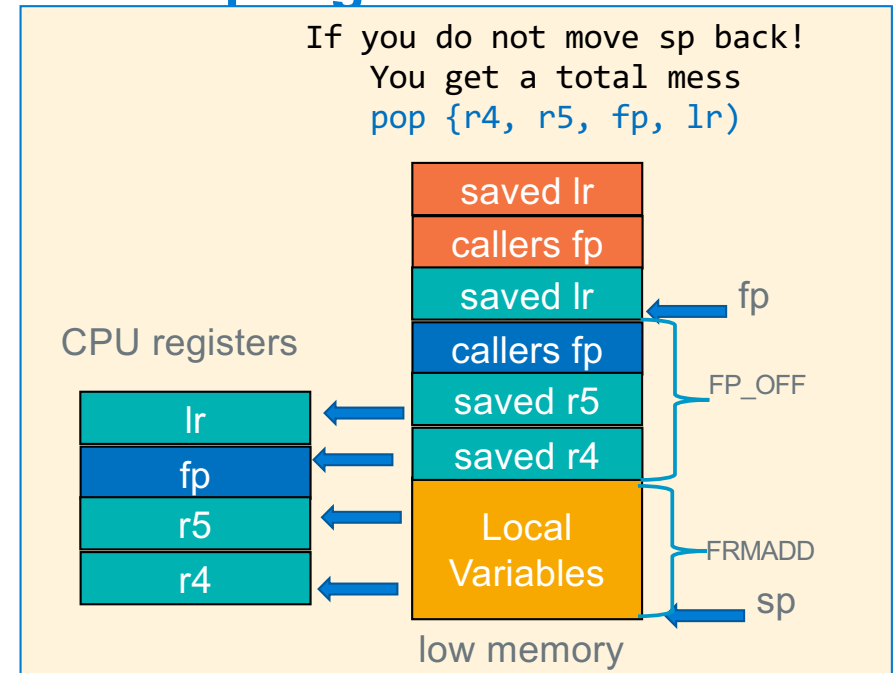 If you do not move sp back!
You get a total mess
pop {r4, r5, fp, lr)
saved lr
callers fp
saved lr
fp
CPU registers
callers fp
FP_OFF
saved r5
lr
saved r4
fp
r5
Local
Variables
FRMADD
r4
sp
low memory